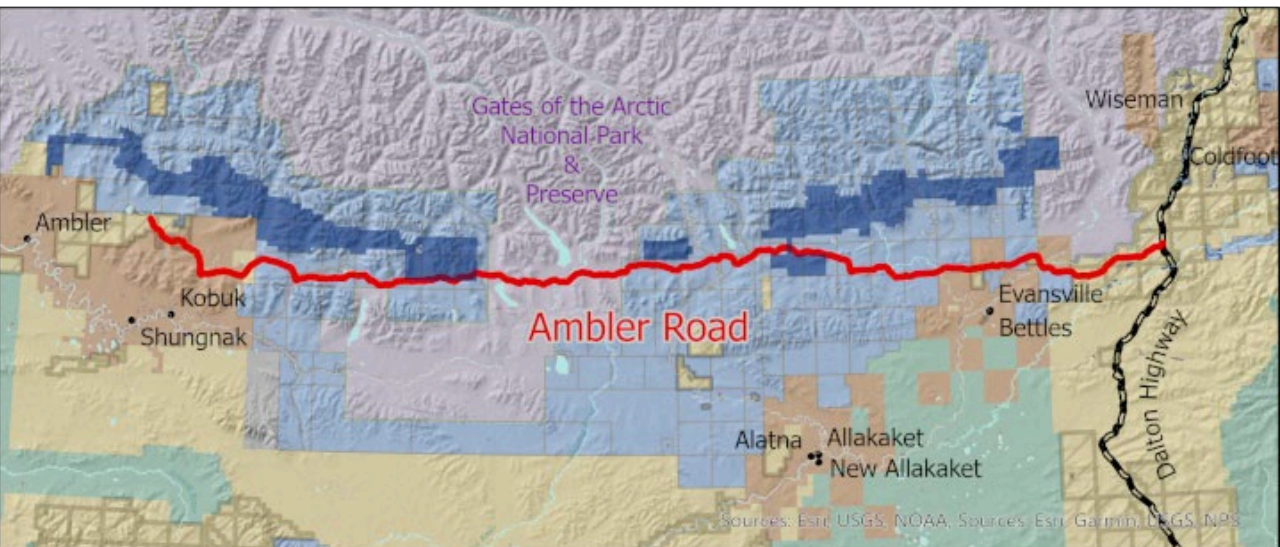 Gates of the Arctic
National Park
&
Preserve
Wiseman
Coldfoot
Ambler
Kobuk
Shungnak
Evansville
Bettles
Ambler Road
Dalton Highway
Alatna
Allakaket
New Allakaket
Sources: Esri, USGS, NOAA, Sources: Esri, Garmin, USGS, NPS